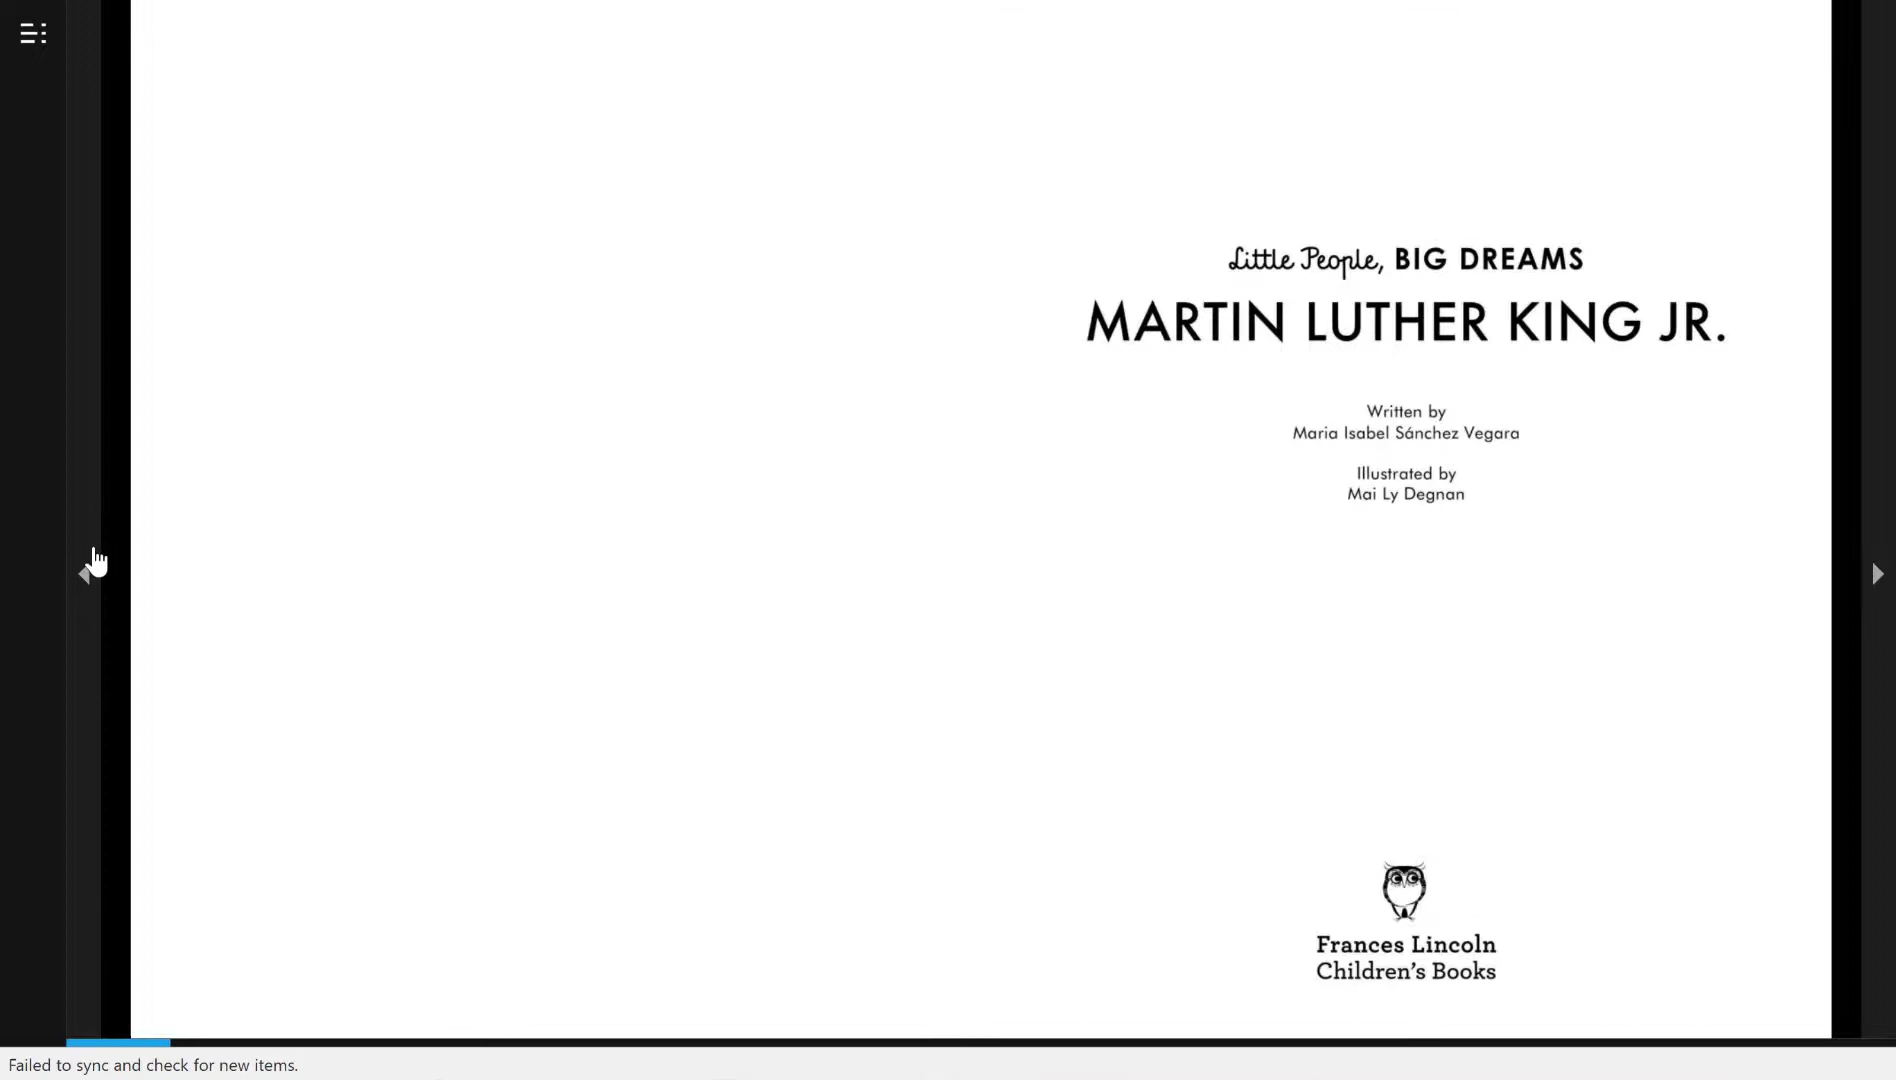 Little People, BIG DREAMS
MARTIN LUTHER KING JR.
Written by
Maria Isabel Sánchez Vegara
Illustrated by
Mai Ly Degnan
Frances Lincoln
Children's Books
Failed to sync and check for new items.